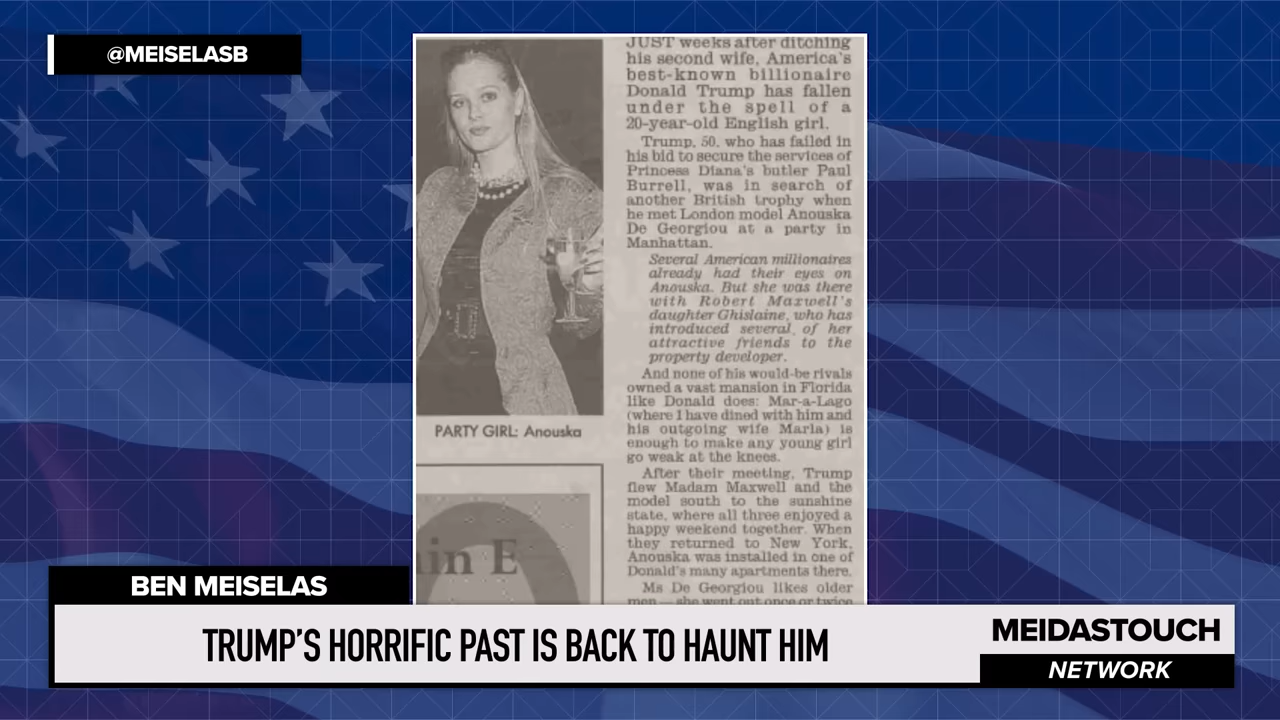 @MEISELASB
JUST weeks after ditching
his second wife, America's
best-known billionaire
Donald Trump has fallen
under the spell of a
20-year-old English girl.
Trump, 50, who has failed in
his bid to secure the services of
Princess Diana's butler Paul
Burrell, was in search of
another British trophy when
he met London model Anouska
De Georgiou at a party in
Manhattan.
Several American millionaires
already had their eyes on
Anouska. But she was there
with Robert Maxwell's
daughter Ghislaine, who has
introduced several of her
attractive friends to the
property developer.
And none of his would-be rivals
owned a vast mansion in Florida
like Donald does: Mar-a-Lago
(where I have dined with him and
his outgoing wife Marla) is
enough to make any young girl
go weak at the knees.
After their meeting, Trump
flew Madam Maxwell and the
model south to the sunshine
state, where all three enjoyed a
happy weekend together. When
they returned to New York,
Anouska was installed in one of
Donald's many apartments there.
Ms De Georgiou likes older
men — she went out once or twice
PARTY GIRL: Anouska
in E
BEN MEISELAS
TRUMP'S HORRIFIC PAST IS BACK TO HAUNT HIM
MEIDASTOUCH
NETWORK